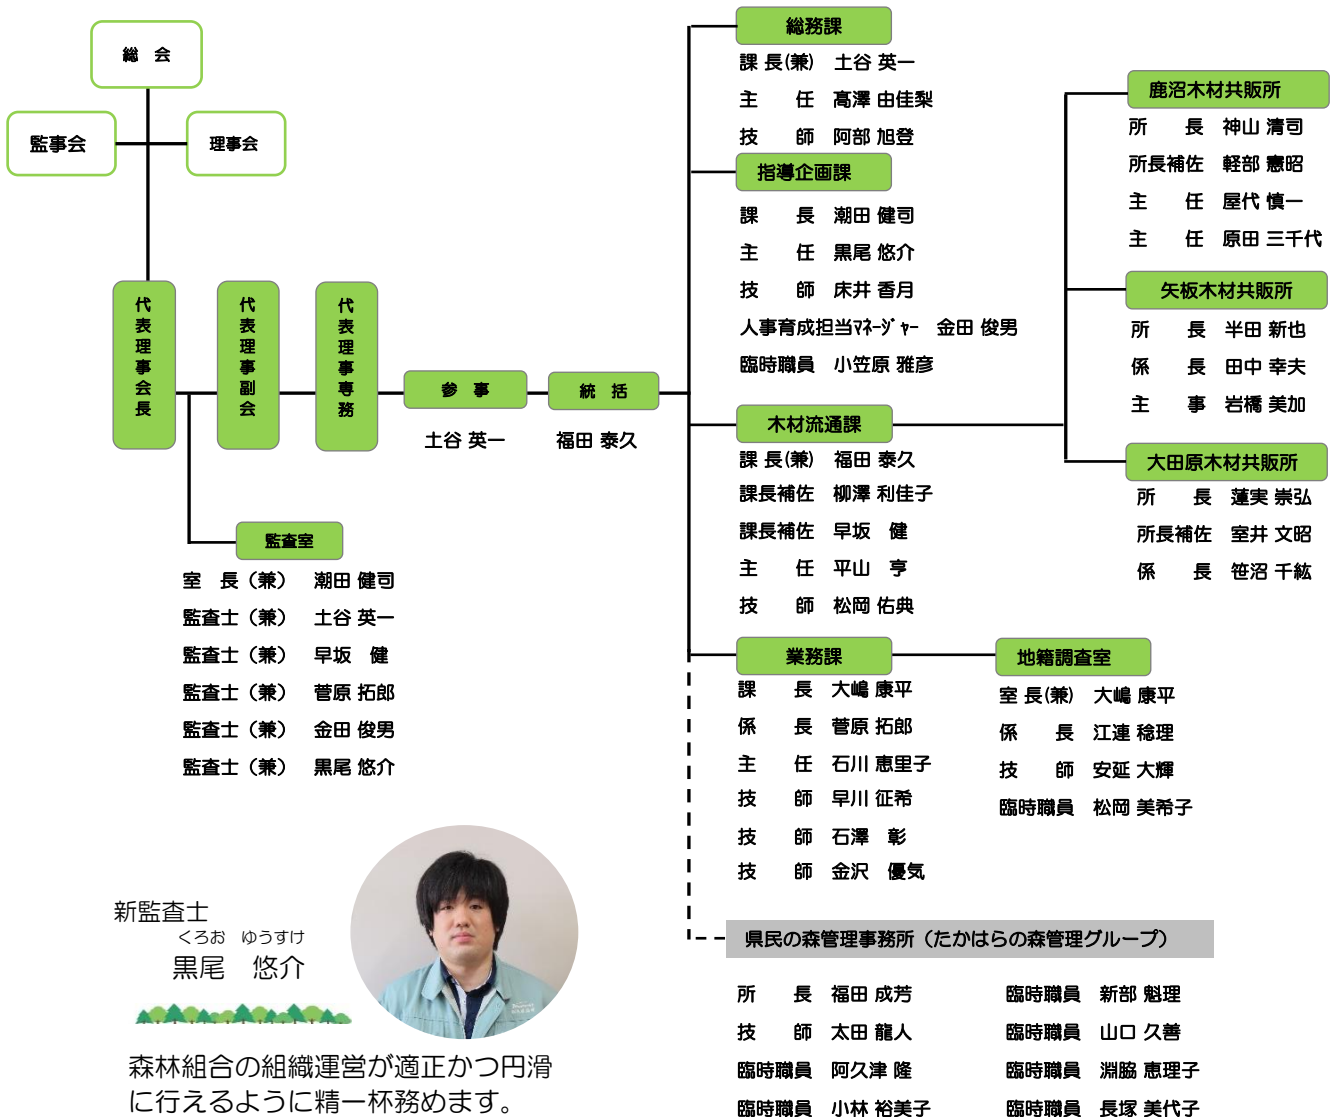 総　会
監事会
理事会
代表理事会長
代表理事副会
代表理事専務
参　事
土谷 英一
統　括
福田 泰久
監査室
室　長（兼）　潮田 健司
監査士（兼）　土谷 英一
監査士（兼）　早坂　健
監査士（兼）　菅原 拓郎
監査士（兼）　金田 俊男
監査士（兼）　黒尾 悠介
総務課
課 長(兼)　土谷 英一
主　　任　髙澤 由佳梨
技　　師　阿部 旭登
指導企画課
課　　長　潮田 健司
主　　任　黒尾 悠介
技　　師　床井 香月
人事育成担当ﾏﾈｰｼﾞｬｰ　金田 俊男
臨時職員　小笠原 雅彦
木材流通課
課 長(兼)　福田 泰久
課長補佐　柳澤 利佳子
課長補佐　早坂　健
主　　任　平山　亨
技　　師　松岡 佑典
鹿沼木材共販所
所　　長　神山 清司
所長補佐　軽部 憲昭
主　　任　屋代 慎一
主　　任　原田 三千代
矢板木材共販所
所　　長　半田 新也
係　　長　田中 幸夫
主　　事　岩橋 美加
大田原木材共販所
所　　長　蓮実 崇弘
所長補佐　室井 文昭
係　　長　笹沼 千紘
業務課
課　　長　大嶋 康平
係　　長　菅原 拓郎
主　　任　石川 恵里子
技　　師　早川 征希
技　　師　石澤　彰
技　　師　金沢　優気
地籍調査室
室 長(兼)　大嶋 康平
係　　長　江連 稔理
技　　師　安延 大輝
臨時職員　松岡 美希子
県民の森管理事務所（たかはらの森管理グループ）
所　　長　福田 成芳
技　　師　太田 龍人
臨時職員　阿久津 隆
臨時職員　小林 裕美子
臨時職員　新部 魁理
臨時職員　山口 久善
臨時職員　淵脇 恵理子
臨時職員　長塚 美代子
新監査士
くろお　ゆうすけ
黒尾　悠介
森林組合の組織運営が適正かつ円滑
に行えるように精一杯務めます。